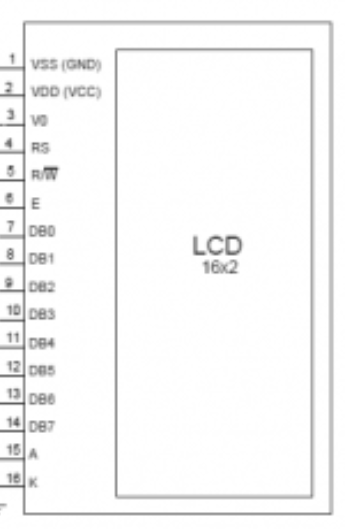 1 VSS (GND)
2 VDD (VCC)
3 V0
4 RS
5 R/W̅
6 E
7 DB0
8 DB1
9 DB2
10 DB3
11 DB4
12 DB5
13 DB6
14 DB7
15 A
16 K
LCD
16x2